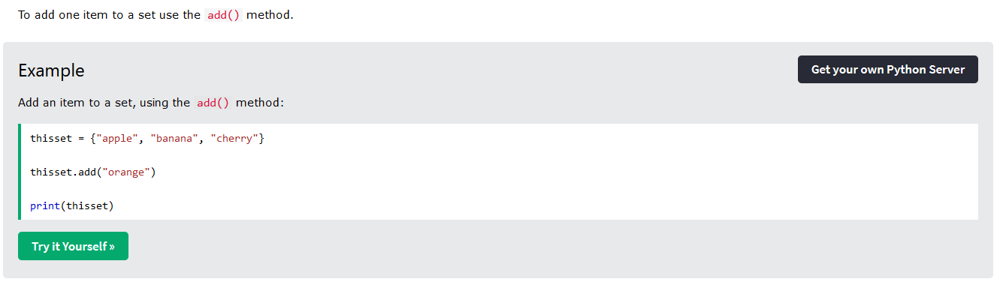 To add one item to a set use the add() method.
Example
Get your own Python Server
Add an item to a set, using the add() method:
thisset = {"apple", "banana", "cherry"}
thisset.add("orange")
print(thisset)
Try it Yourself »